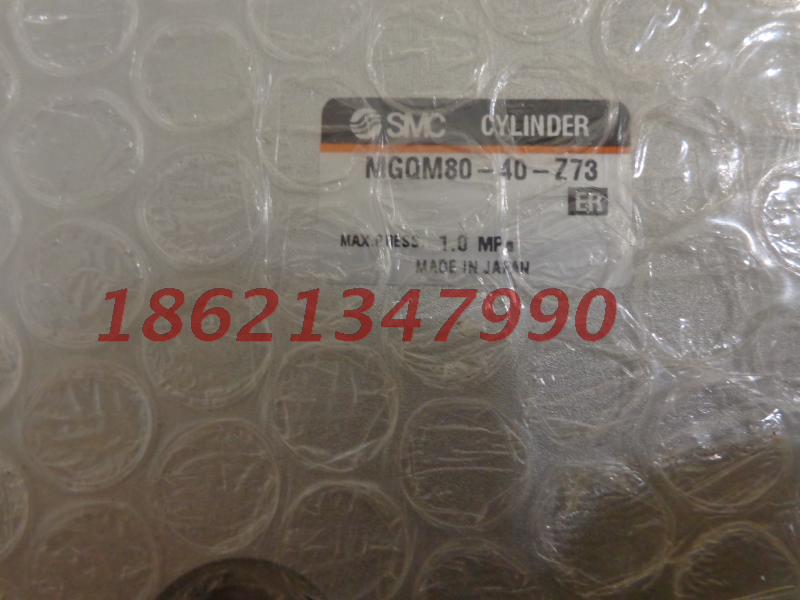 SMC CYLINDER
MGQM80-40-Z73
ER
MAX.PRESS. 1.0 MPa
MADE IN JAPAN
18621347990